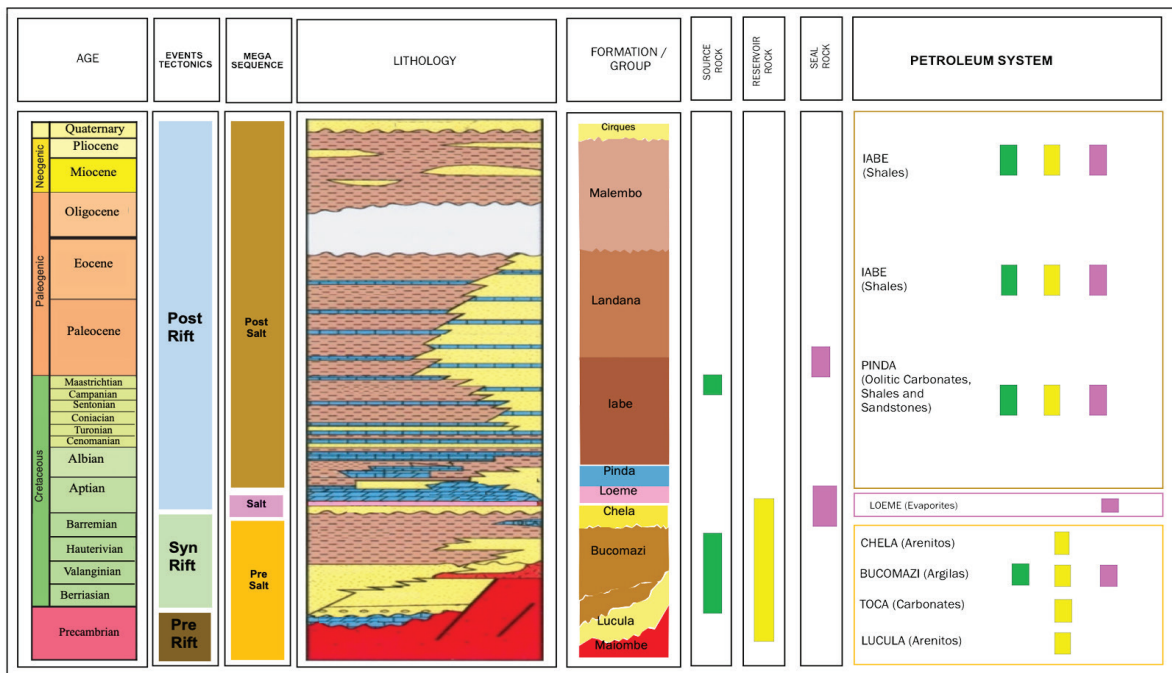 AGE
EVENTS
TECTONICS
MEGA
SEQUENCE
LITHOLOGY
FORMATION /
GROUP
SOURCE
ROCK
RESERVOIR
ROCK
SEAL
ROCK
PETROLEUM SYSTEM
Neogenic
Paleogenic
Cretaceous
Quaternary
Pliocene
Miocene
Oligocene
Eocene
Paleocene
Maastrichtian
Campanian
Sentonian
Coniacian
Turonian
Cenomanian
Albian
Aptian
Barremian
Hauterivian
Valanginian
Berriasian
Precambrian
Post
Rift
Syn
Rift
Pre
Rift
Post
Salt
Salt
Pre
Salt
Cirques
Malembo
Landana
Iabe
Pinda
Loeme
Chela
Bucomazi
Lucula
Malombe
IABE
(Shales)
IABE
(Shales)
PINDA
(Oolitic Carbonates,
Shales and
Sandstones)
LOEME (Evaporites)
CHELA (Arenitos)
BUCOMAZI (Argilas)
TOCA (Carbonates)
LUCULA (Arenitos)